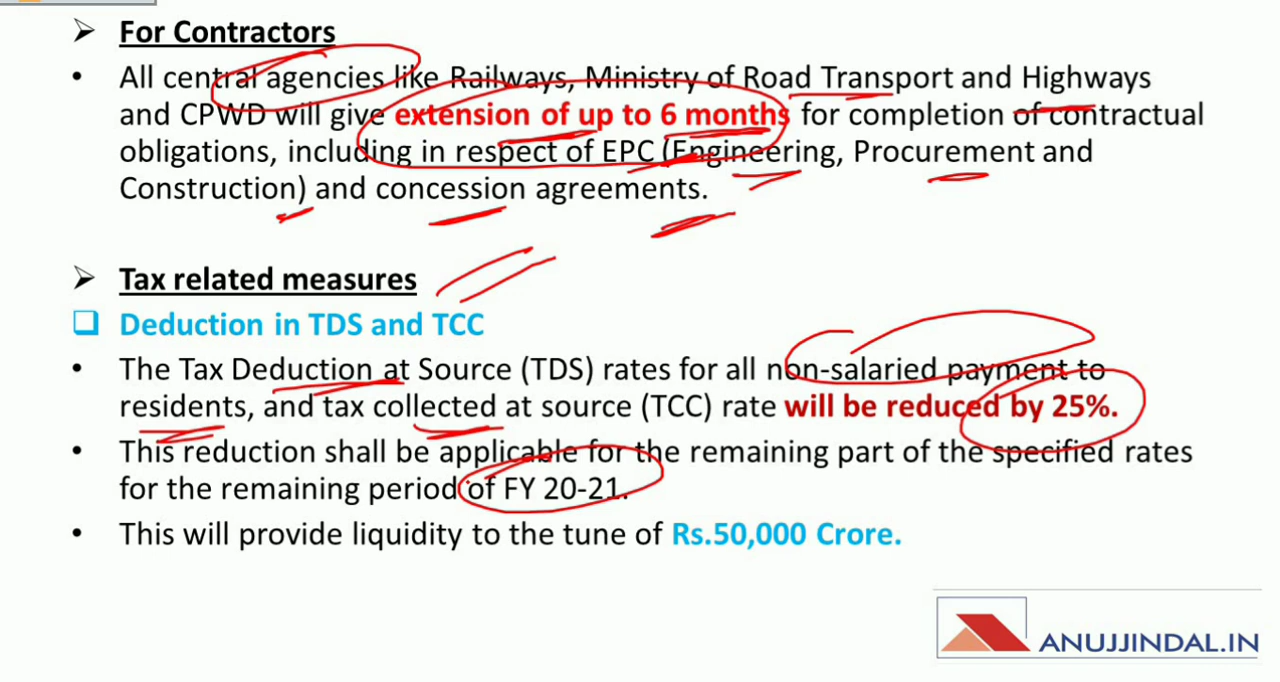 ➢ For Contractors
• All central agencies like Railways, Ministry of Road Transport and Highways
and CPWD will give extension of up to 6 months for completion of contractual
obligations, including in respect of EPC (Engineering, Procurement and
Construction) and concession agreements.
➢ Tax related measures
❑ Deduction in TDS and TCC
• The Tax Deduction at Source (TDS) rates for all non-salaried payment to
residents, and tax collected at source (TCC) rate will be reduced by 25%.
• This reduction shall be applicable for the remaining part of the specified rates
for the remaining period of FY 20-21.
• This will provide liquidity to the tune of Rs.50,000 Crore.
ANUJJINDAL.IN